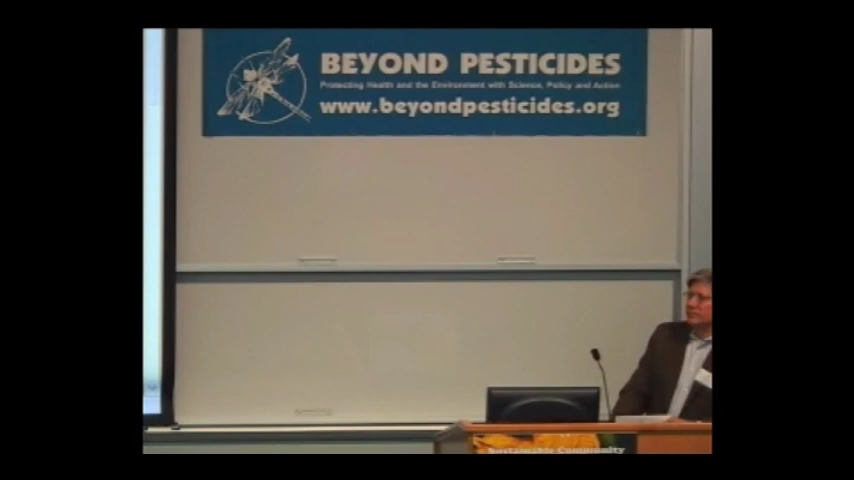 BEYOND PESTICIDES
Protecting Health and the Environment with Science, Policy and Action
www.beyondpesticides.org
Sustainable Community